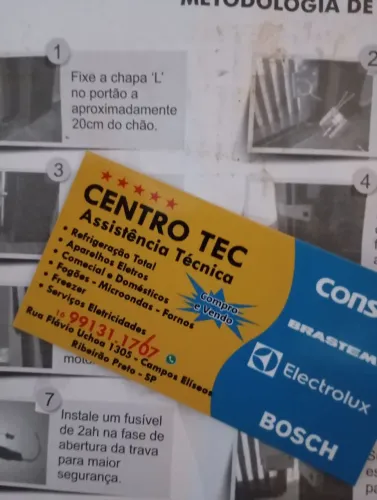 METODOLOGIA DE
1
Fixe a chapa 'L'
no portão a
aproximadamente
20cm do chão.
2
3
4
★★★★★
CENTRO TEC
Assistência Técnica
• Refrigeração Total
• Aparelhos Eletros
• Comecial e Domésticos
• Fogões - Microondas - Fornos
• Freezer
• Serviços Eletricidades
Compro
e Vendo
16 99131.1767
Rua Flávio Uchoa 1305 - Campos Elíseos
Ribeirão Preto - SP
CONS
BRASTEM
Electrolux
BOSCH
7
Instale um fusível
de 2ah na fase de
abertura da trava
para maior
segurança.